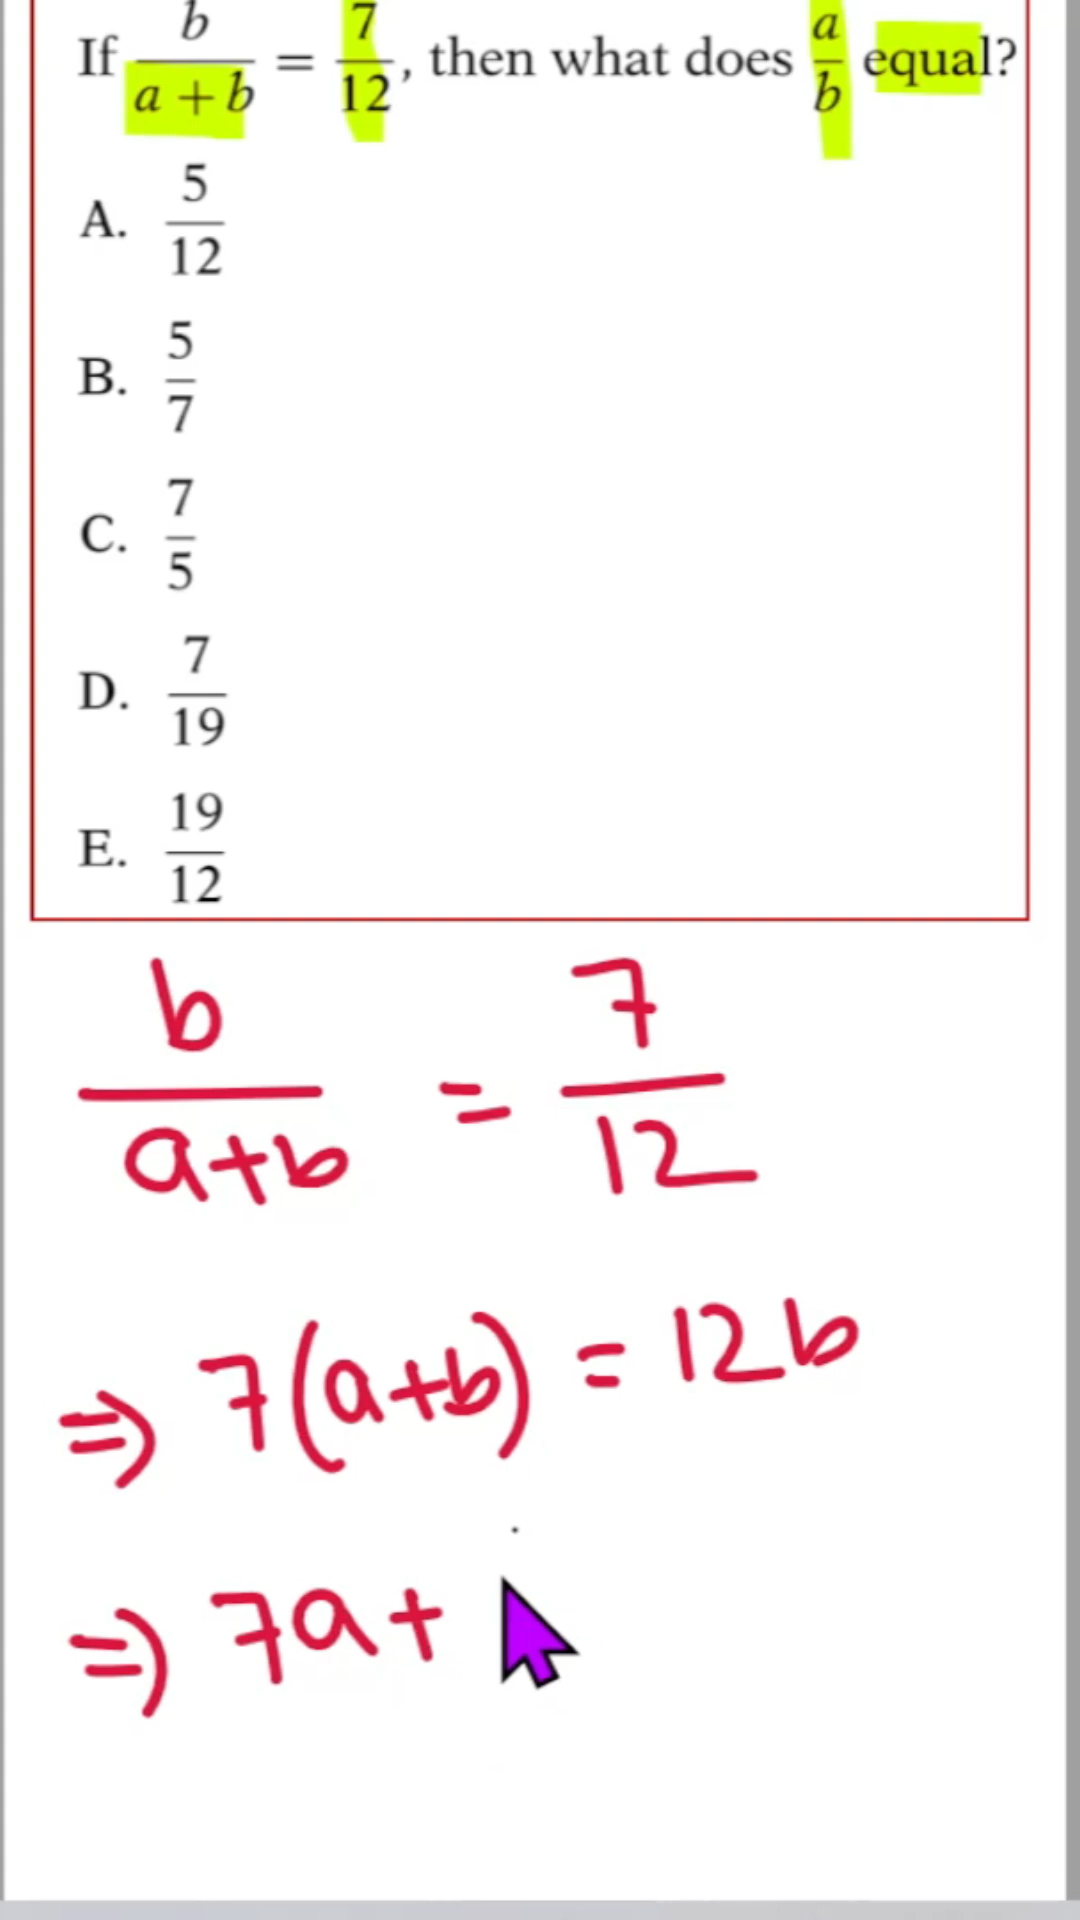 If b/(a + b) = 7/12, then what does a/b equal?
A. 5/12
B. 5/7
C. 7/5
D. 7/19
E. 19/12
b/(a+b) = 7/12
⇒ 7(a+b) = 12b
⇒ 7a+